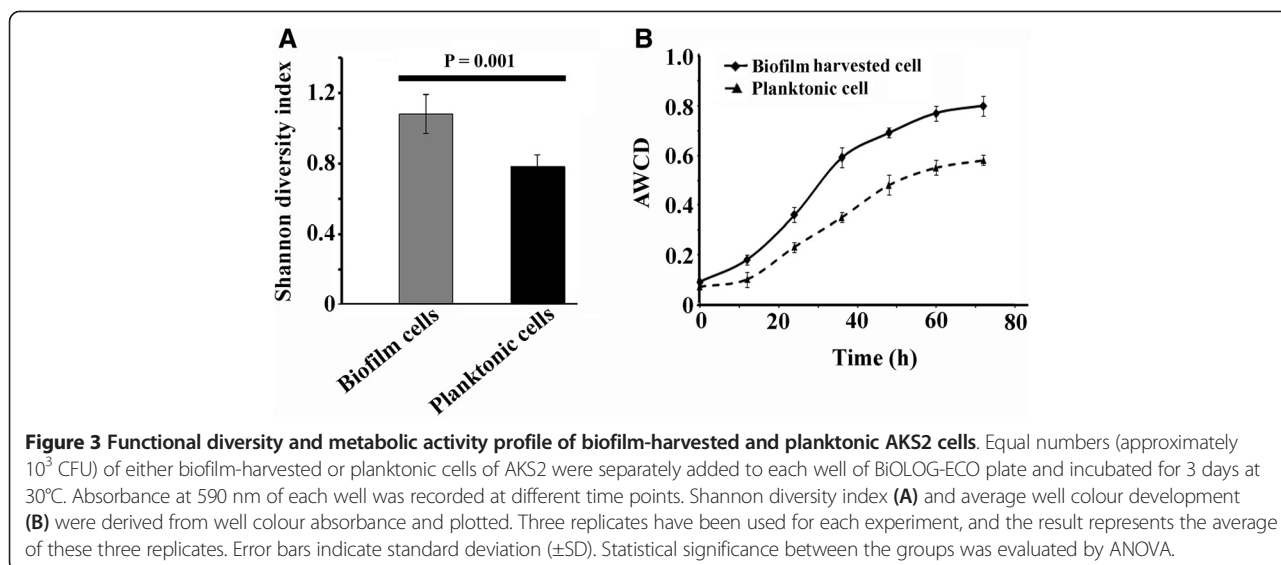 A
P = 0.001
Shannon diversity index
1.2
0.8
0.4
0
Biofilm cells
Planktonic cells
B
Biofilm harvested cell
Planktonic cell
AWCD
1.0
0.8
0.6
0.4
0.2
0.0
0
20
40
60
80
Time (h)
Figure 3 Functional diversity and metabolic activity profile of biofilm-harvested and planktonic AKS2 cells. Equal numbers (approximately
10³ CFU) of either biofilm-harvested or planktonic cells of AKS2 were separately added to each well of BiOLOG-ECO plate and incubated for 3 days at
30°C. Absorbance at 590 nm of each well was recorded at different time points. Shannon diversity index (A) and average well colour development
(B) were derived from well colour absorbance and plotted. Three replicates have been used for each experiment, and the result represents the average
of these three replicates. Error bars indicate standard deviation (±SD). Statistical significance between the groups was evaluated by ANOVA.